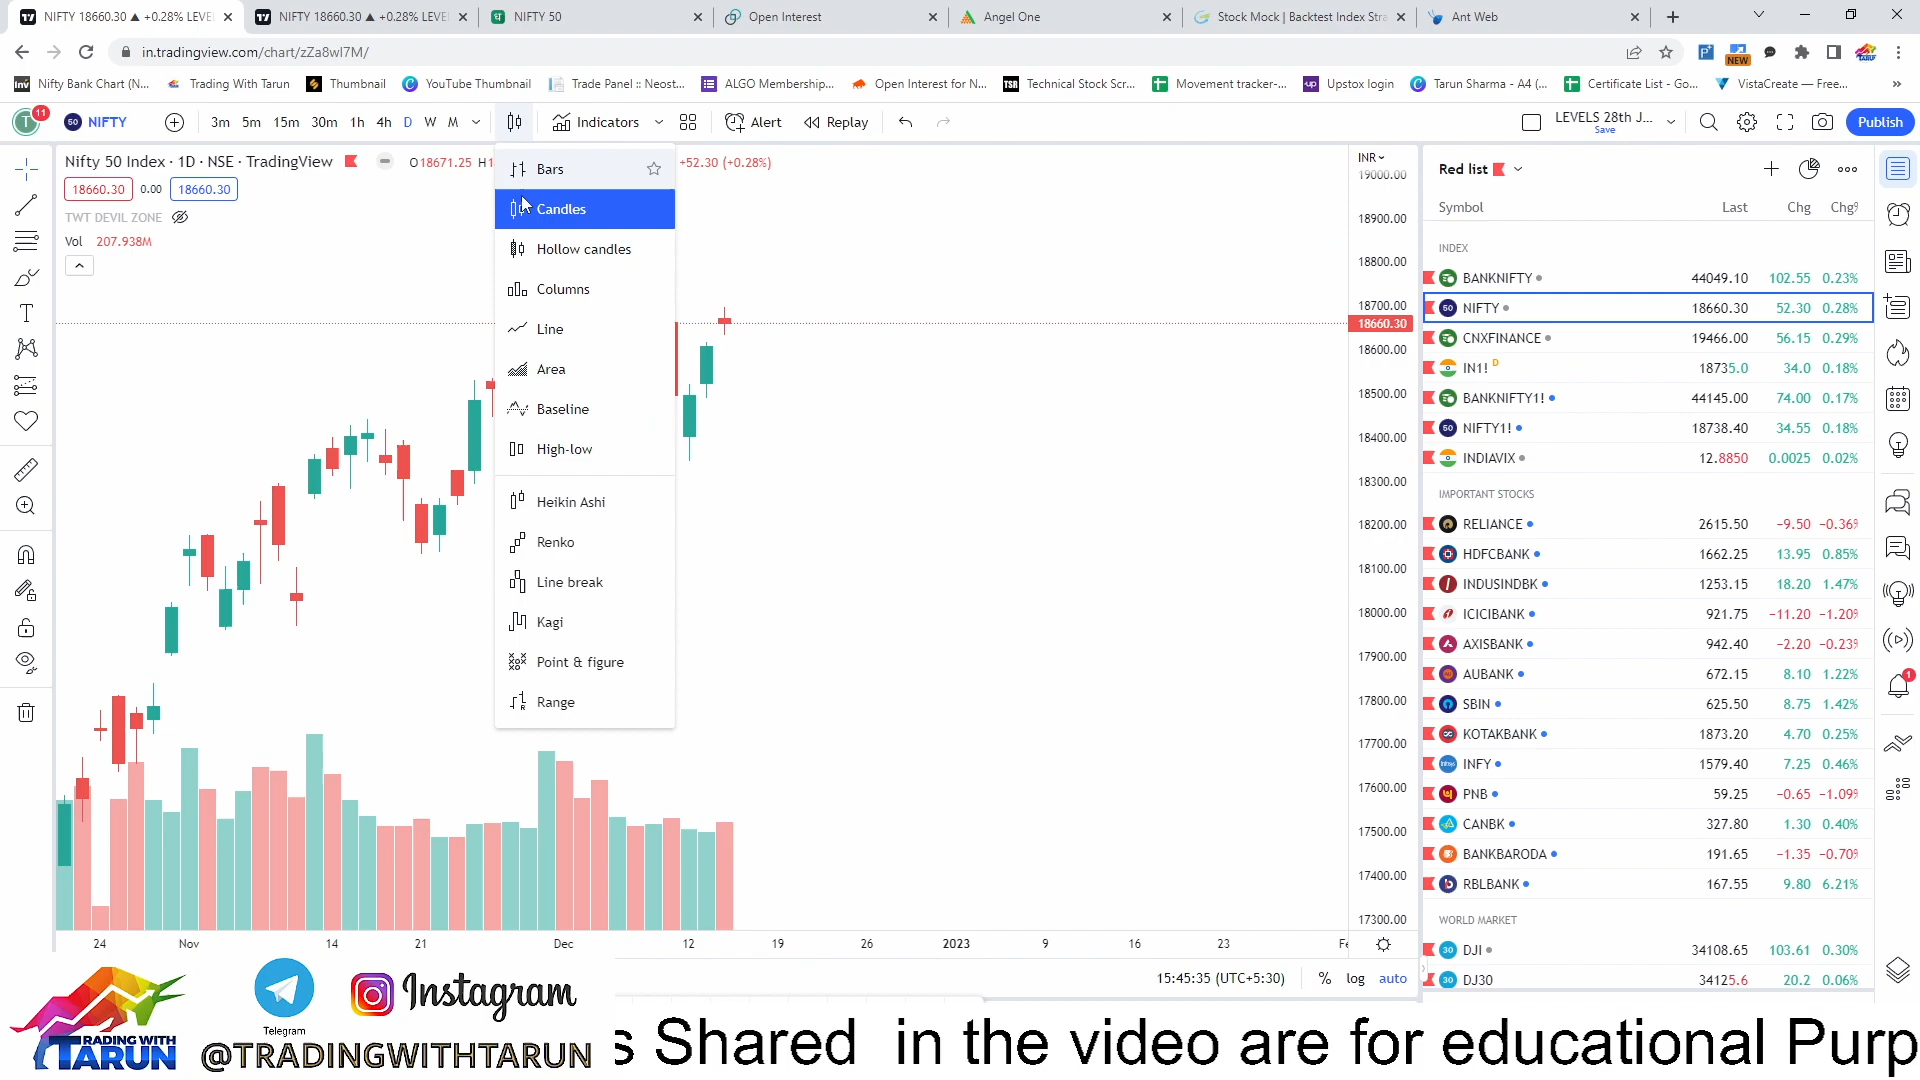 NIFTY 18660.30 ▲ +0.28% LEVE
NIFTY 18660.30 ▲ +0.28% LEVE
NIFTY 50
Open Interest
Angel One
Stock Mock | Backtest Index Stra
Ant Web
in.tradingview.com/chart/zZa8wI7M/
NEW
Nifty Bank Chart (N...
Trading With Tarun
Thumbnail
YouTube Thumbnail
Trade Panel :: Neost...
ALGO Membership...
Open Interest for N...
Technical Stock Scr...
Movement tracker-...
Upstox login
Tarun Sharma - A4 (...
Certificate List - Go...
VistaCreate — Free...
T 11
NIFTY
3m 5m 15m 30m 1h 4h D W M
Indicators
Alert
Replay
LEVELS 28th J...
Save
Publish
Nifty 50 Index · 1D · NSE · TradingView
O18671.25 H1
+52.30 (+0.28%)
18660.30 0.00 18660.30
TWT DEVIL ZONE
Vol 207.938M
Bars
Candles
Hollow candles
Columns
Line
Area
Baseline
High-low
Heikin Ashi
Renko
Line break
Kagi
Point & figure
Range
INR
19000.00
18900.00
18800.00
18700.00
18660.30
18600.00
18500.00
18400.00
18300.00
18200.00
18100.00
18000.00
17900.00
17800.00
17700.00
17600.00
17500.00
17400.00
17300.00
24 Nov 14 21 Dec 12 19 26 2023 9 16 23 Fe
15:45:35 (UTC+5:30) % log auto
Red list
Symbol Last Chg Chg%
INDEX
BANKNIFTY 44049.10 102.55 0.23%
NIFTY 18660.30 52.30 0.28%
CNXFINANCE 19466.00 56.15 0.29%
IN1! D 18735.0 34.0 0.18%
BANKNIFTY1! 44145.00 74.00 0.17%
NIFTY1! 18738.40 34.55 0.18%
INDIAVIX 12.8850 0.0025 0.02%
IMPORTANT STOCKS
RELIANCE 2615.50 −9.50 −0.36%
HDFCBANK 1662.25 13.95 0.85%
INDUSINDBK 1253.15 18.20 1.47%
ICICIBANK 921.75 −11.20 −1.20%
AXISBANK 942.40 −2.20 −0.23%
AUBANK 672.15 8.10 1.22%
SBIN 625.50 8.75 1.42%
KOTAKBANK 1873.20 4.70 0.25%
INFY 1579.40 7.25 0.46%
PNB 59.25 −0.65 −1.09%
CANBK 327.80 1.30 0.40%
BANKBARODA 191.65 −1.35 −0.70%
RBLBANK 167.55 9.80 6.21%
WORLD MARKET
DJI 34108.65 103.61 0.30%
DJ30 34125.6 20.2 0.06%
TRADING WITH
TARUN
Telegram
Instagram
@TRADINGWITHTARUN
s Shared in the video are for educational Purp